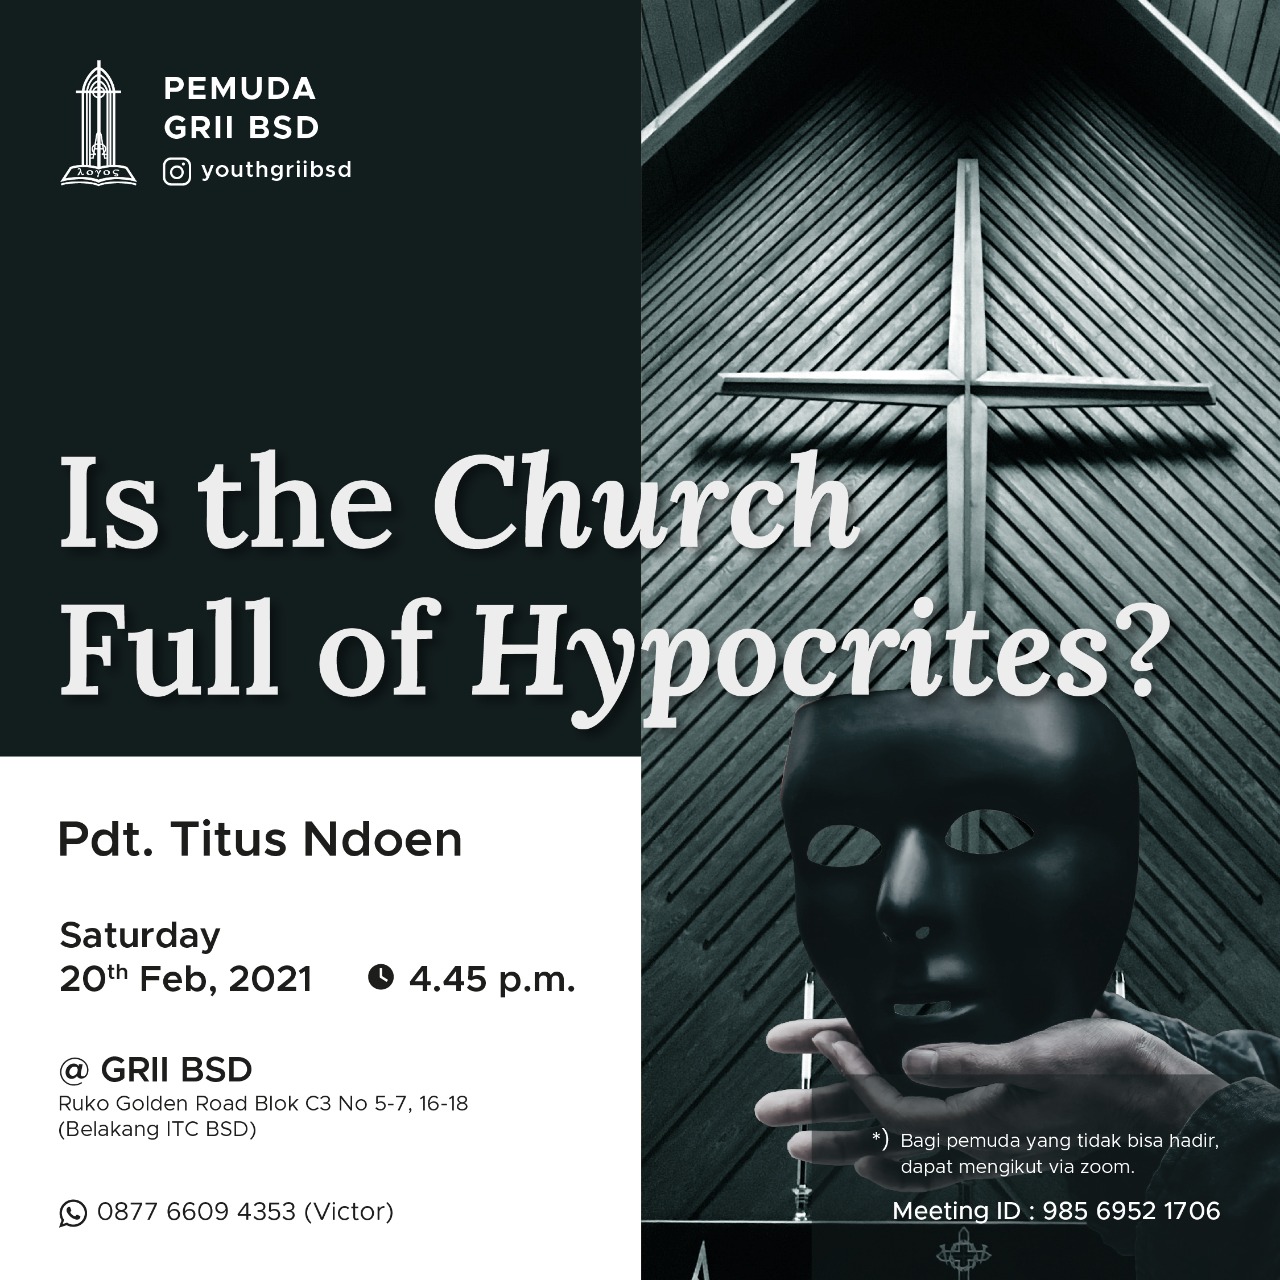 λογος
PEMUDA
GRII BSD
youthgriibsd
Is the Church
Full of Hypocrites?
Pdt. Titus Ndoen
Saturday
20th Feb, 2021 4.45 p.m.
@ GRII BSD
Ruko Golden Road Blok C3 No 5-7, 16-18
(Belakang ITC BSD)
0877 6609 4353 (Victor)
*) Bagi pemuda yang tidak bisa hadir,
dapat mengikut via zoom.
Meeting ID : 985 6952 1706